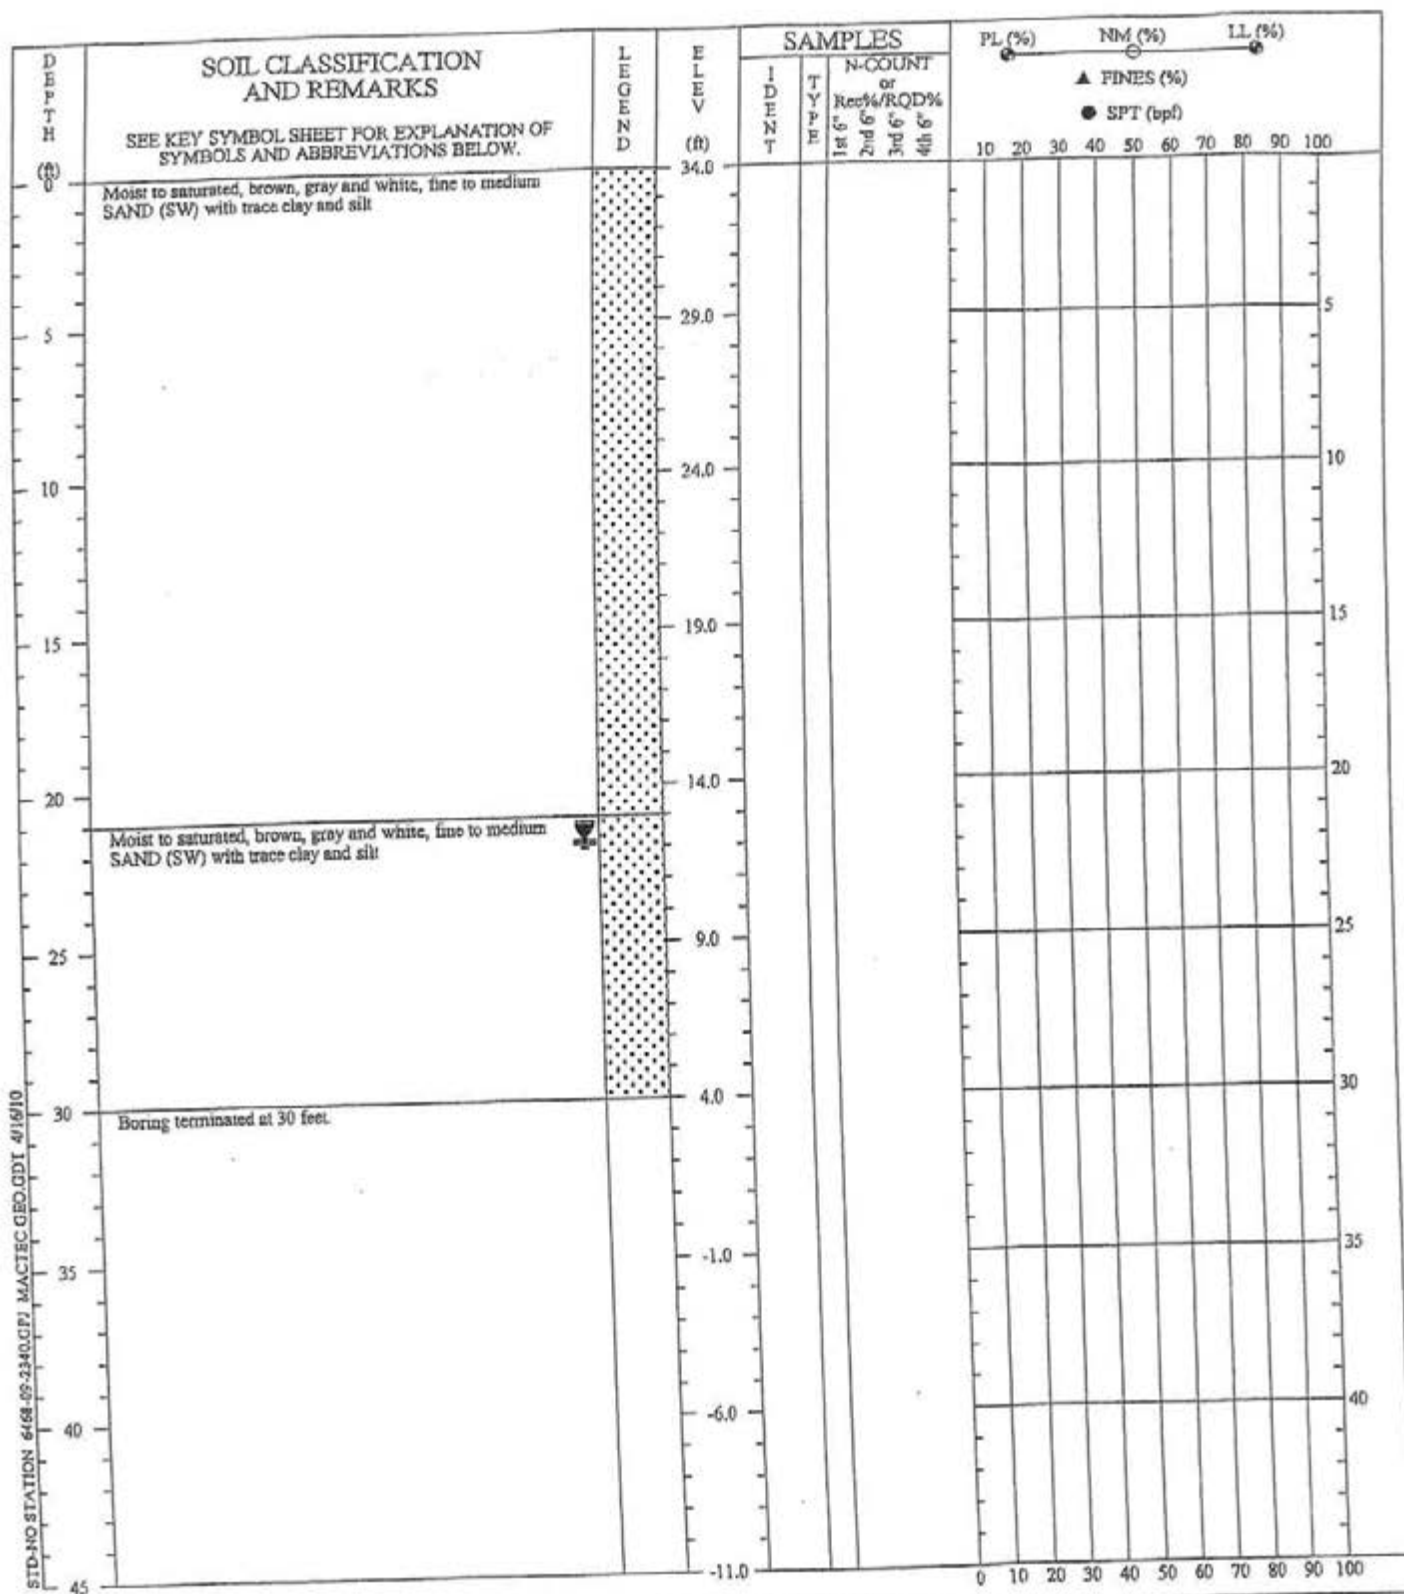 DEPTH
(ft)
SOIL CLASSIFICATION
AND REMARKS
SEE KEY SYMBOL SHEET FOR EXPLANATION OF
SYMBOLS AND ABBREVIATIONS BELOW.
LEGEND
ELEV
(ft)
SAMPLES
IDENT
TYPE
N-COUNT
or
Rec%/RQD%
1st 6"
2nd 6"
3rd 6"
4th 6"
PL (%) NM (%) LL (%)
▲ FINES (%)
● SPT (bpf)
10 20 30 40 50 60 70 80 90 100
0
Moist to saturated, brown, gray and white, fine to medium
SAND (SW) with trace clay and silt
34.0
5 29.0 5
10 24.0 10
15 19.0 15
20 14.0 20
Moist to saturated, brown, gray and white, fine to medium
SAND (SW) with trace clay and silt
25 9.0 25
30 4.0 30
Boring terminated at 30 feet.
35 -1.0 35
40 -6.0 40
45 -11.0
0 10 20 30 40 50 60 70 80 90 100
STD-NO STATION 6468-09-2340.GPJ MACTEC GEO.GDT 4/16/10